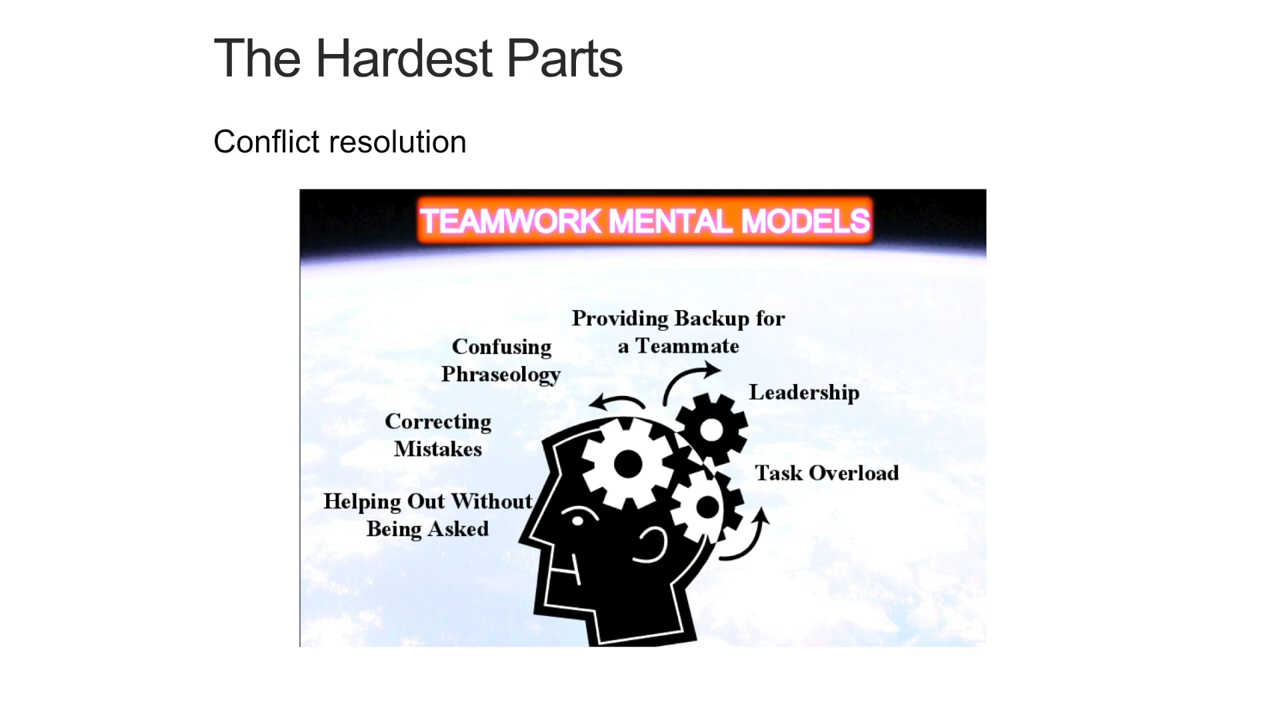 The Hardest Parts
Conflict resolution
TEAMWORK MENTAL MODELS
Providing Backup for
a Teammate
Confusing
Phraseology
Leadership
Correcting
Mistakes
Task Overload
Helping Out Without
Being Asked